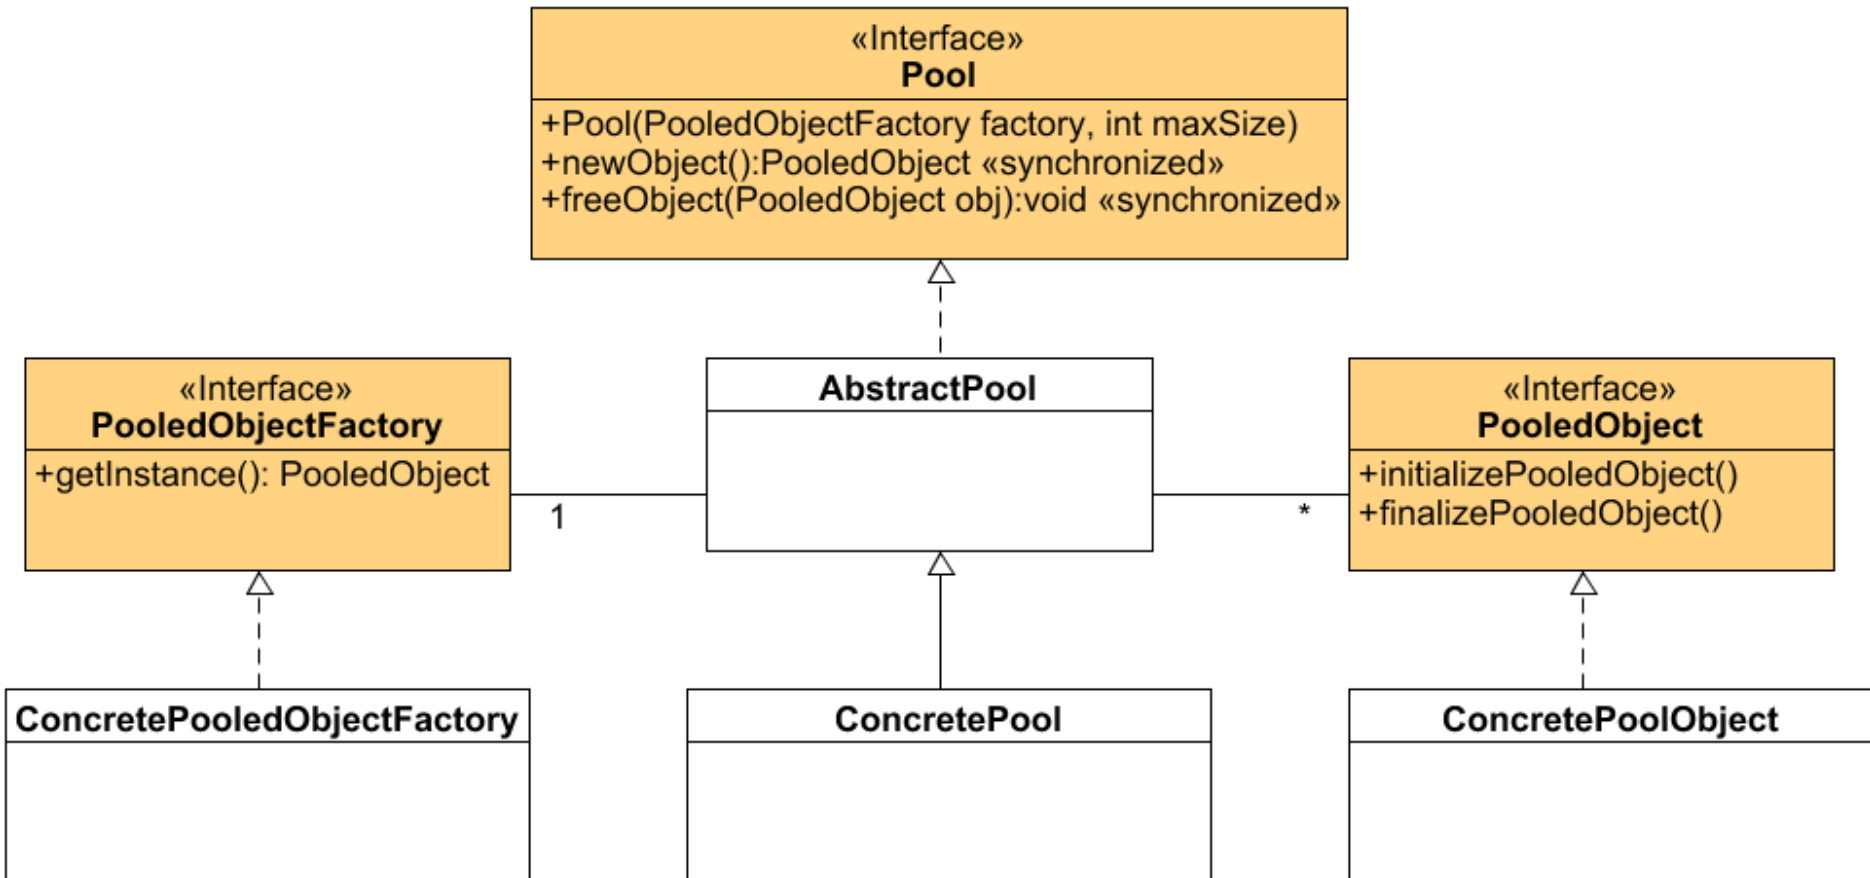 «Interface»
Pool
+Pool(PooledObjectFactory factory, int maxSize)
+newObject():PooledObject «synchronized»
+freeObject(PooledObject obj):void «synchronized»
«Interface»
PooledObjectFactory
+getInstance(): PooledObject
1
AbstractPool
*
«Interface»
PooledObject
+initializePooledObject()
+finalizePooledObject()
ConcretePooledObjectFactory
ConcretePool
ConcretePoolObject